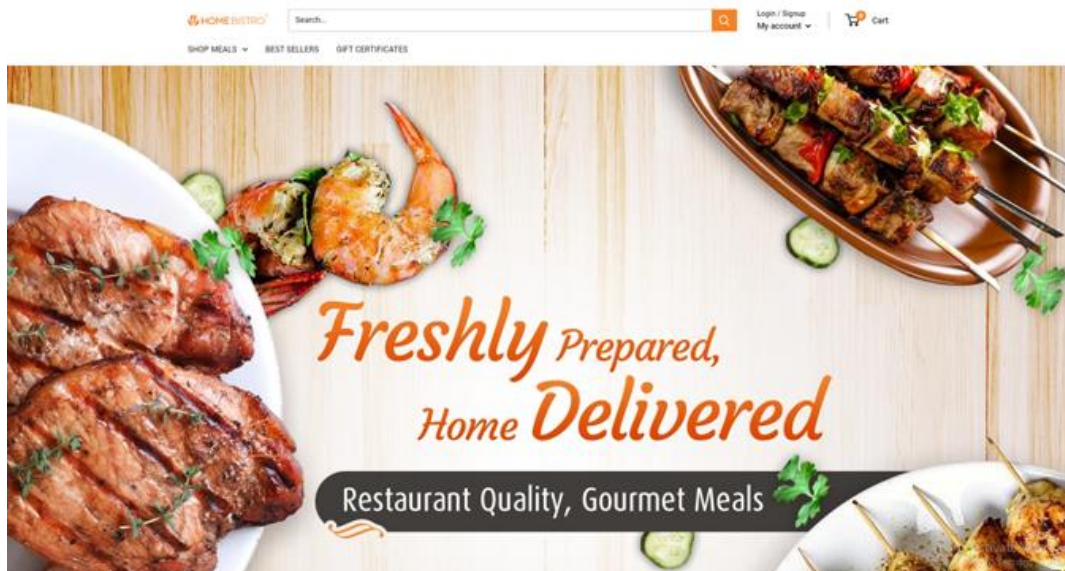 HOME BISTRO
Search...
Login / Signup
My account
0
Cart
SHOP MEALS
BEST SELLERS
GIFT CERTIFICATES
Freshly Prepared,
Home Delivered
Restaurant Quality, Gourmet Meals